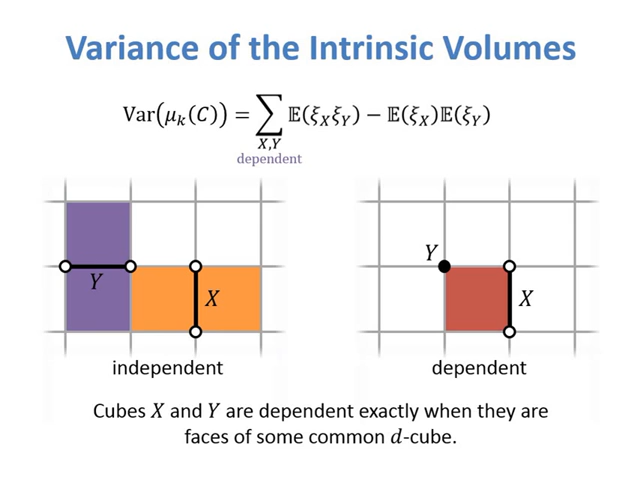 Variance of the Intrinsic Volumes
Var(μₖ(C)) = ∑ 𝔼(ξ_X ξ_Y) − 𝔼(ξ_X)𝔼(ξ_Y)
X,Y
dependent
Y
X
Y
X
independent
dependent
Cubes X and Y are dependent exactly when they are
faces of some common d-cube.